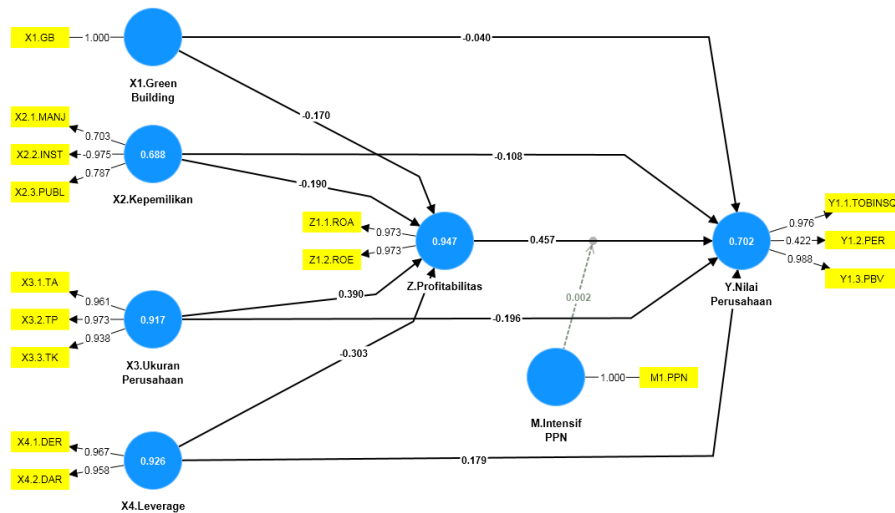 X1.GB
1.000
X1.Green
Building
-0.040
-0.170
X2.1.MANJ
X2.2.INST
X2.3.PUBL
0.703
-0.975
0.787
0.688
X2.Kepemilikan
-0.108
-0.190
Z1.1.ROA
Z1.2.ROE
0.973
0.973
0.947
Z.Profitabilitas
0.457
0.702
Y.Nilai
Perusahaan
0.976
0.422
0.988
Y1.1.TOBINSQ
Y1.2.PER
Y1.3.PBV
X3.1.TA
X3.2.TP
X3.3.TK
0.961
0.973
0.938
0.917
X3.Ukuran
Perusahaan
0.390
-0.196
0.002
-0.303
1.000
M1.PPN
M.Intensif
PPN
X4.1.DER
X4.2.DAR
0.967
0.958
0.926
X4.Leverage
0.179